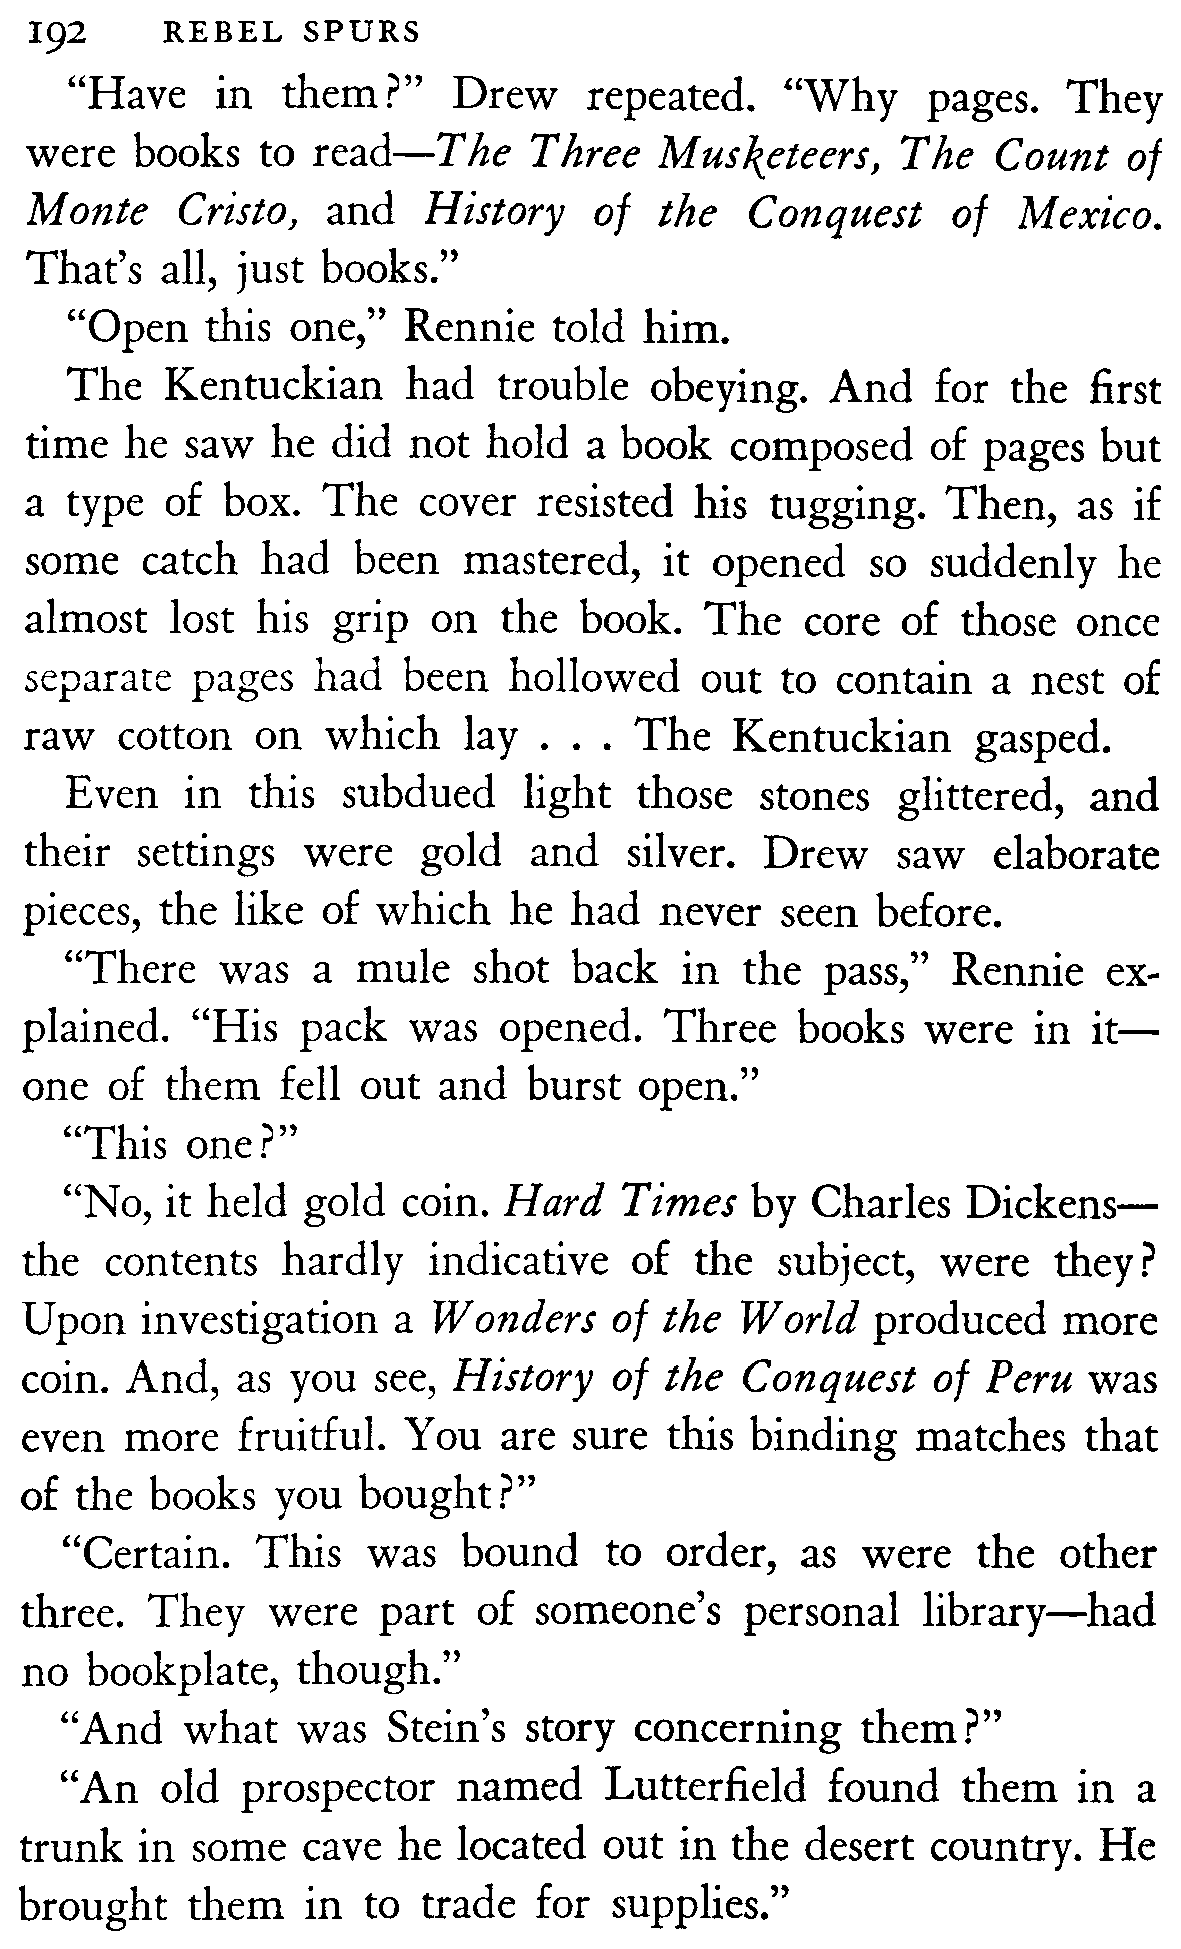 192 REBEL SPURS
“Have in them?” Drew repeated. “Why pages. They
were books to read—The Three Musketeers, The Count of
Monte Cristo, and History of the Conquest of Mexico.
That’s all, just books.”
“Open this one,” Rennie told him.
The Kentuckian had trouble obeying. And for the first
time he saw he did not hold a book composed of pages but
a type of box. The cover resisted his tugging. Then, as if
some catch had been mastered, it opened so suddenly he
almost lost his grip on the book. The core of those once
separate pages had been hollowed out to contain a nest of
raw cotton on which lay . . . The Kentuckian gasped.
Even in this subdued light those stones glittered, and
their settings were gold and silver. Drew saw elaborate
pieces, the like of which he had never seen before.
“There was a mule shot back in the pass,” Rennie ex-
plained. “His pack was opened. Three books were in it—
one of them fell out and burst open.”
“This one?”
“No, it held gold coin. Hard Times by Charles Dickens—
the contents hardly indicative of the subject, were they?
Upon investigation a Wonders of the World produced more
coin. And, as you see, History of the Conquest of Peru was
even more fruitful. You are sure this binding matches that
of the books you bought?”
“Certain. This was bound to order, as were the other
three. They were part of someone’s personal library—had
no bookplate, though.”
“And what was Stein’s story concerning them?”
“An old prospector named Lutterfield found them in a
trunk in some cave he located out in the desert country. He
brought them in to trade for supplies.”